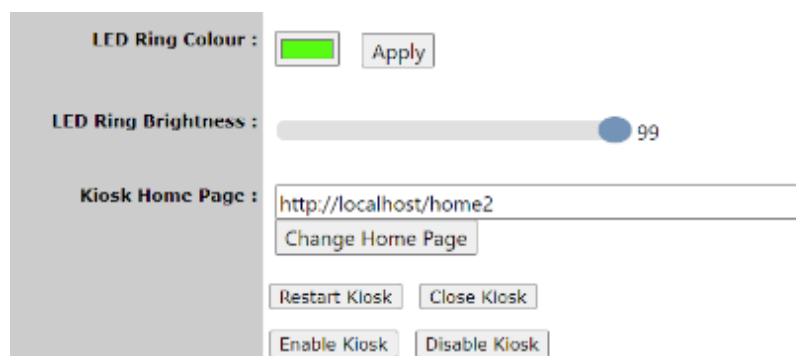 LED Ring Colour :
Apply
LED Ring Brightness :
99
Kiosk Home Page :
http://localhost/home2
Change Home Page
Restart Kiosk Close Kiosk
Enable Kiosk Disable Kiosk